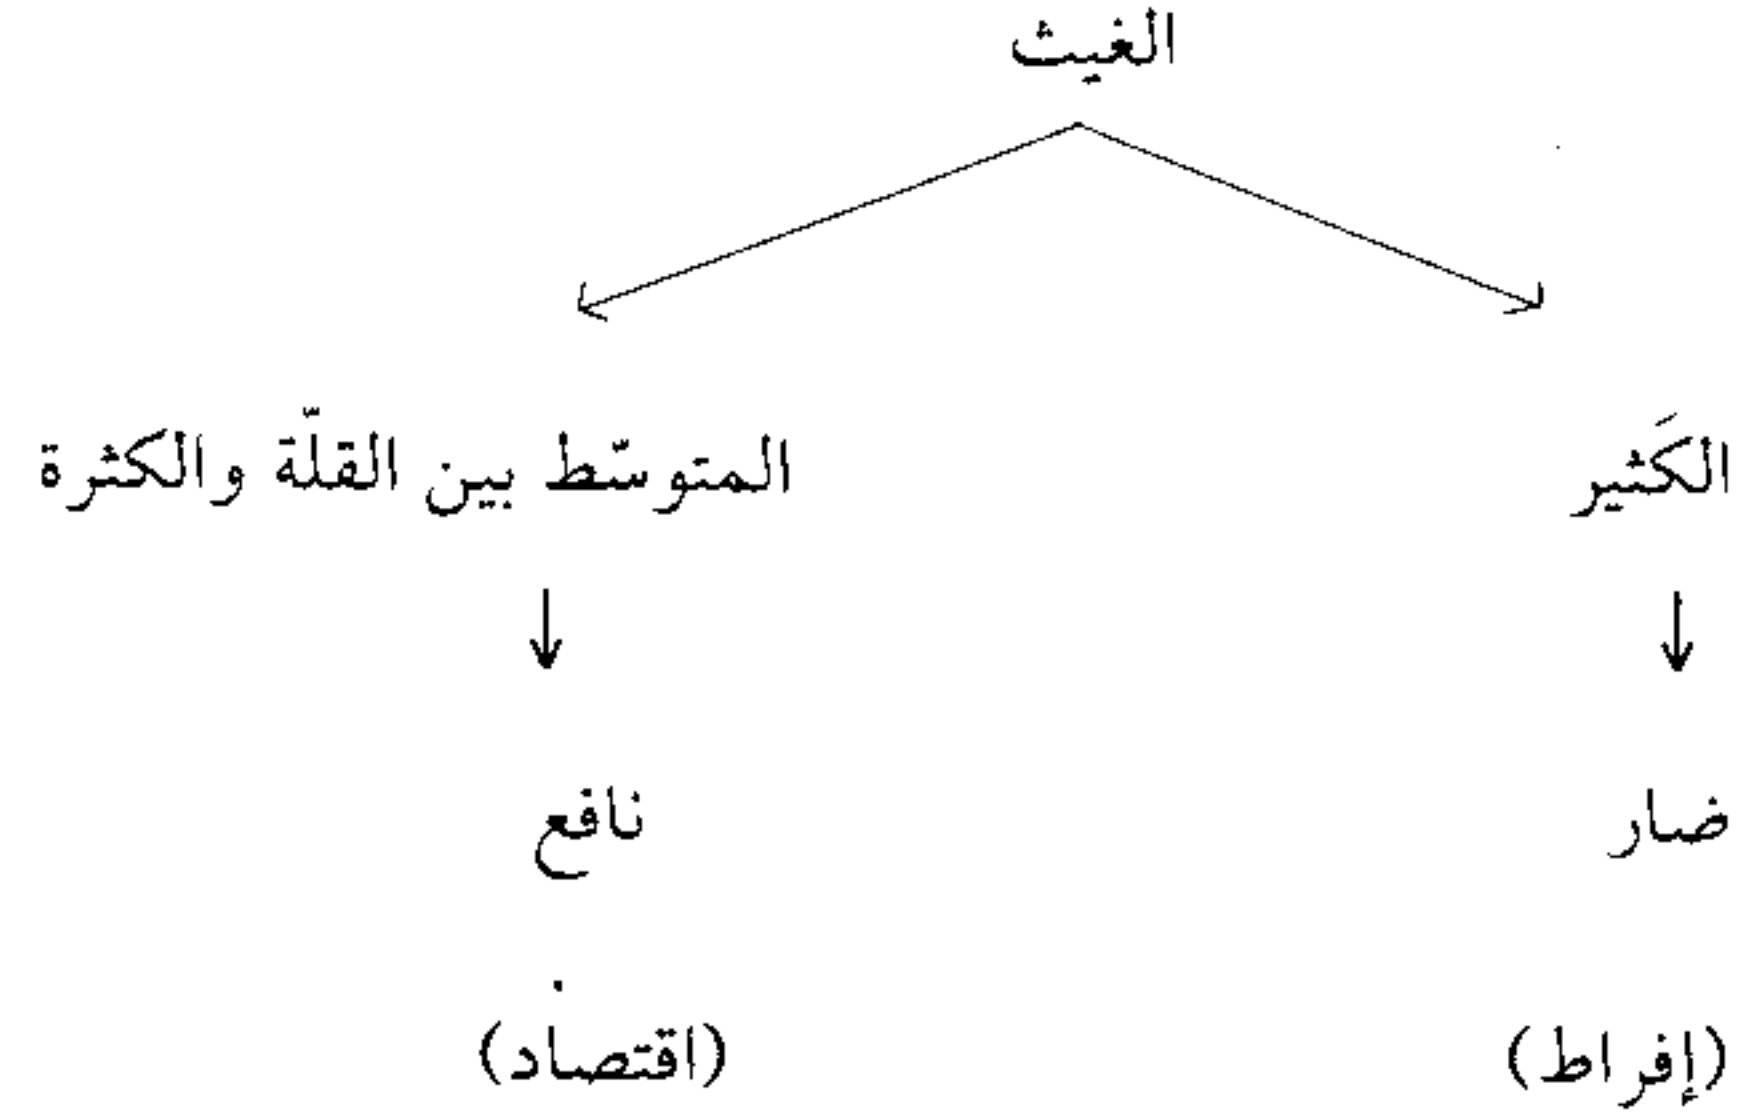 الغيث
الكَثير
المتوسّط بين القلّة والكثرة
ضار
نافع
(إفراط)
(اقتصاد)